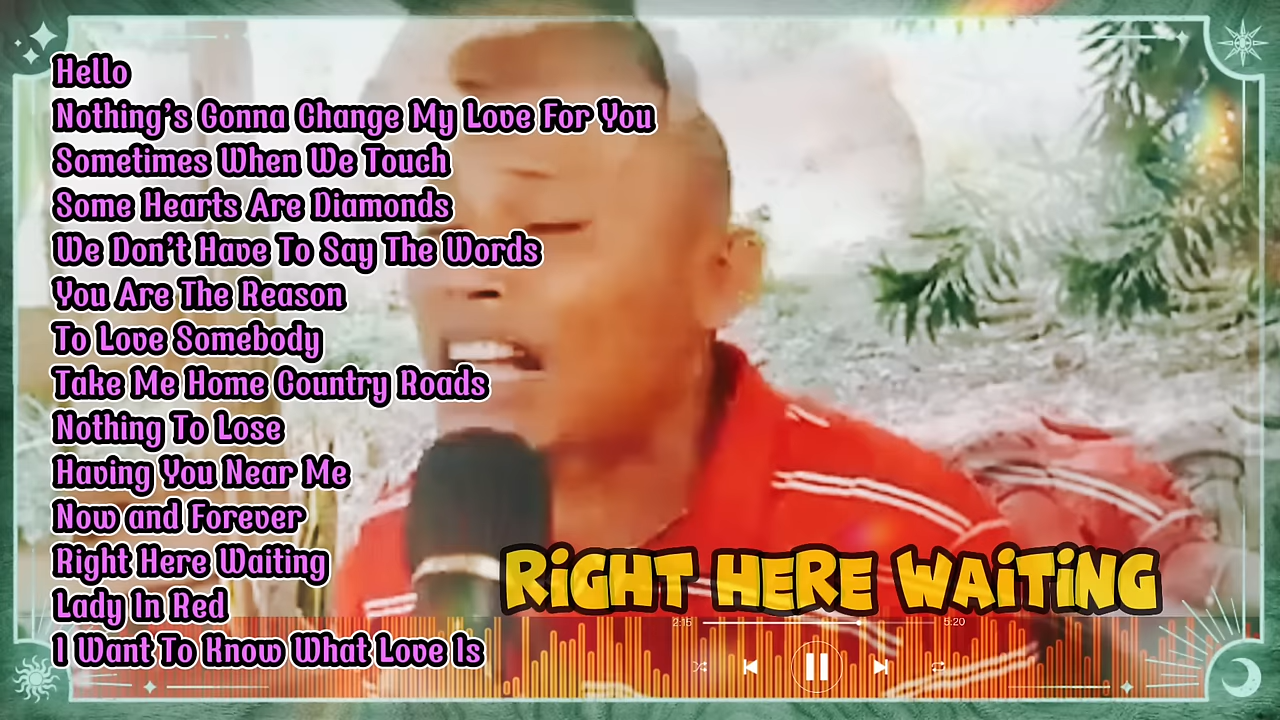 Hello
Nothing's Gonna Change My Love For You
Sometimes When We Touch
Some Hearts Are Diamonds
We Don't Have To Say The Words
You Are The Reason
To Love Somebody
Take Me Home Country Roads
Nothing To Lose
Having You Near Me
Now and Forever
Right Here Waiting
Lady In Red
I Want To Know What Love Is
RiGHT HERE WAiTiNG
2:15
5:20